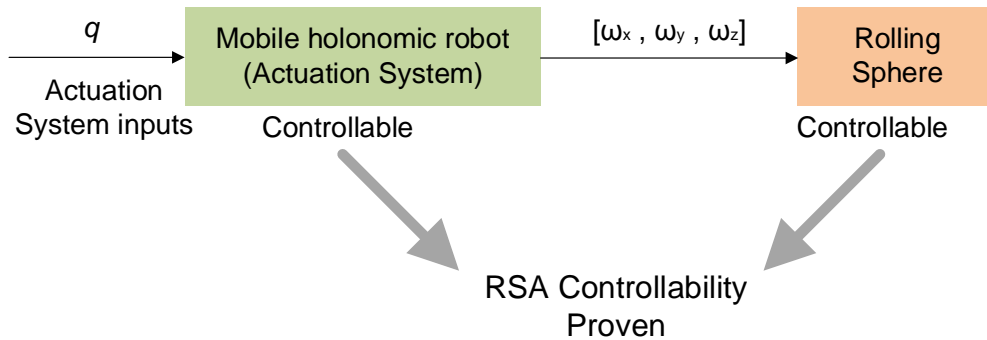 q
Actuation
System inputs
Mobile holonomic robot
(Actuation System)
Controllable
[ωx , ωy , ωz]
Rolling
Sphere
Controllable
RSA Controllability
Proven